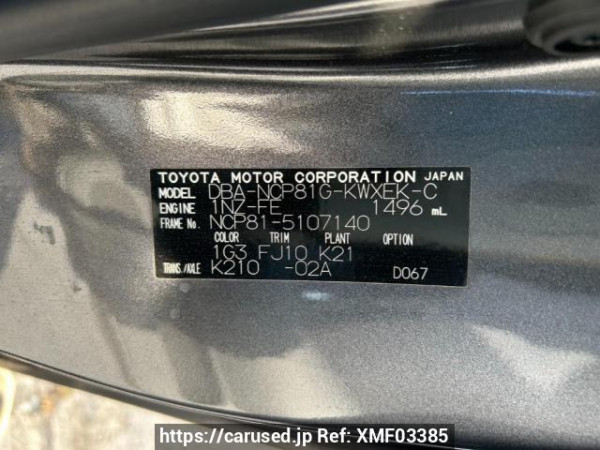 TOYOTA MOTOR CORPORATION JAPAN
MODEL DBA-NCP81G-KWXEK-C
ENGINE 1NZ-FE 1496 mL
FRAME No. NCP81-5107140
COLOR TRIM PLANT OPTION
1G3 FJ10 K21
TRANS./AXLE K210 -02A D067
https://carused.jp Ref: XMF03385